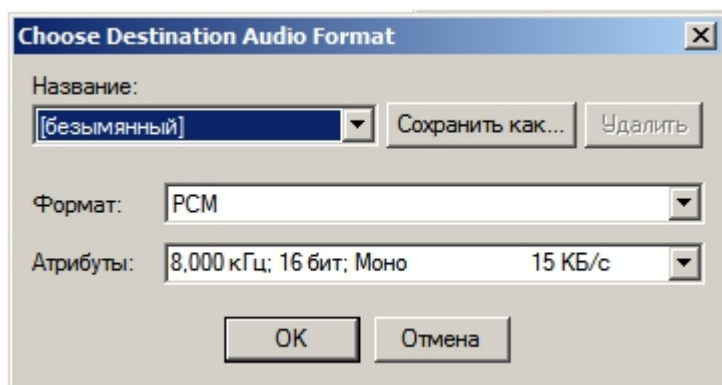 Choose Destination Audio Format
Название:
[безымянный] Сохранить как... Удалить
Формат: PCM
Атрибуты: 8,000 кГц; 16 бит; Моно 15 КБ/с
OK Отмена